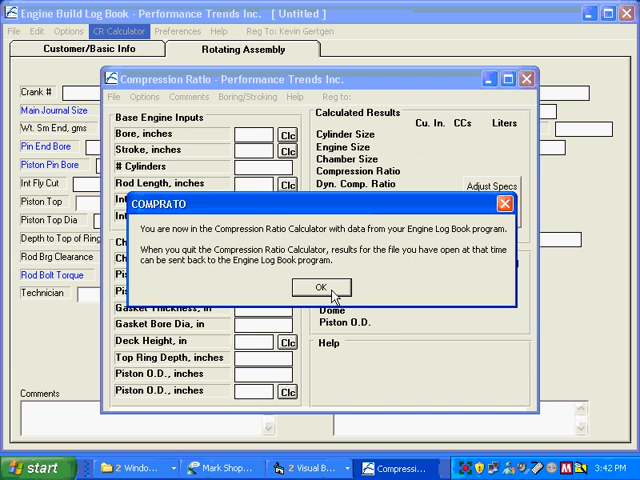 Engine Build Log Book - Performance Trends Inc. [ Untitled ]
File Edit Options CR Calculator Preferences Help Reg To: Kevin Gertgen
Customer/Basic Info Rotating Assembly
Crank #
Main Journal Size
Wt. Sm End, gms
Pin End Bore
Piston Pin Bore
Int Fly Cut
Piston Top
Piston Top Dia
Depth to Top of Ring
Rod Brg Clearance
Rod Bolt Torque
Technician
Comments
Compression Ratio - Performance Trends Inc.
File Options Comments Boring/Stroking Help Reg to:
Base Engine Inputs
Bore, inches Clc
Stroke, inches Clc
# Cylinders
Rod Length, inches Clc
Calculated Results
Cu. In. CCs Liters
Cylinder Size
Engine Size
Chamber Size
Compression Ratio
Dyn. Comp. Ratio
Adjust Specs
COMPRATO
You are now in the Compression Ratio Calculator with data from your Engine Log Book program.
When you quit the Compression Ratio Calculator, results for the file you have open at that time
can be sent back to the Engine Log Book program.
OK
Gasket Thickness, in
Gasket Bore Dia, in
Deck Height, in Clc
Top Ring Depth, inches
Piston O.D., inches
Piston O.D., inches Clc
Dome
Piston O.D.
Help
start
2 Windo...
Mark Shop...
2 Visual B...
Compressi...
3:42 PM